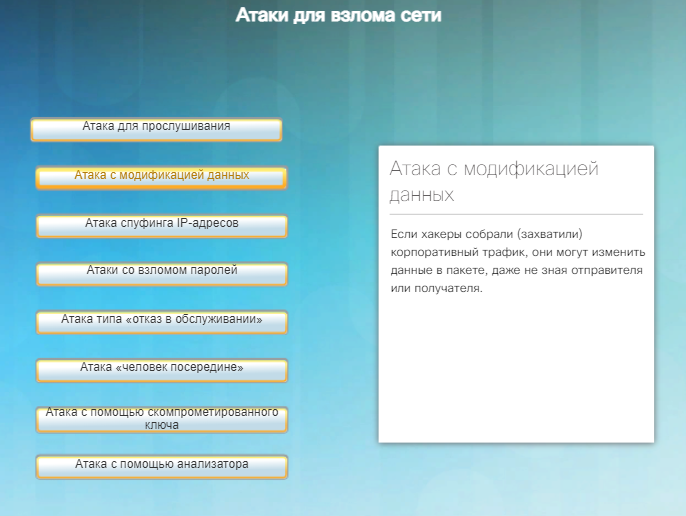 Атаки для взлома сети
Атака для прослушивания
Атака с модификацией данных
Атака спуфинга IP-адресов
Атаки со взломом паролей
Атака типа «отказ в обслуживании»
Атака «человек посередине»
Атака с помощью скомпрометированного
ключа
Атака с помощью анализатора
Атака с модификацией
данных
Если хакеры собрали (захватили)
корпоративный трафик, они могут изменить
данные в пакете, даже не зная отправителя
или получателя.